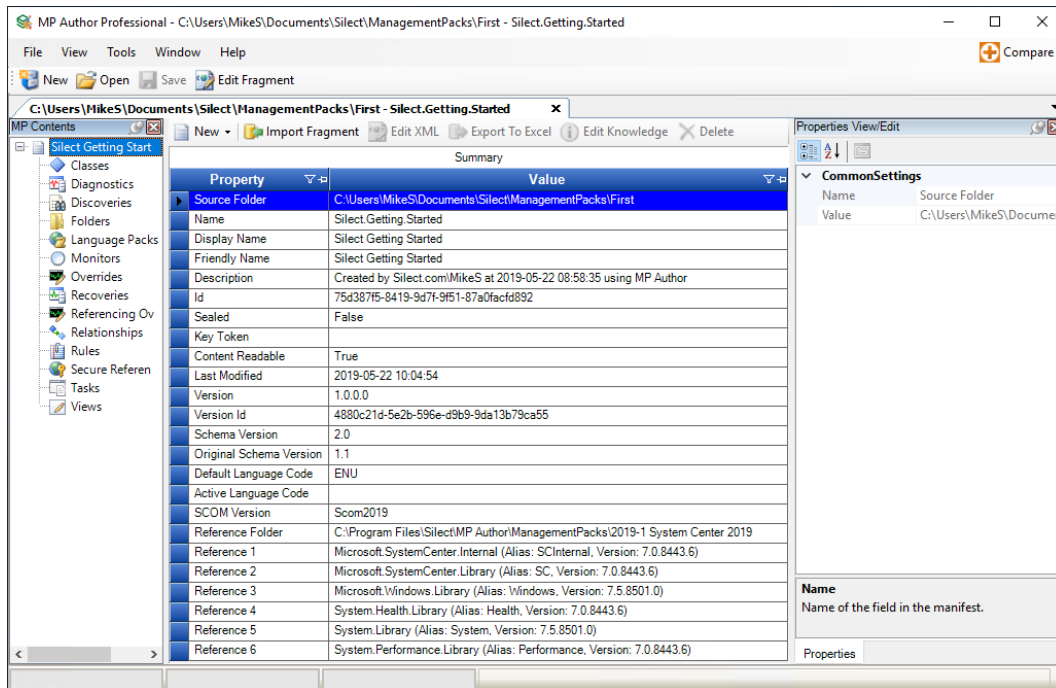 MP Author Professional - C:\Users\MikeS\Documents\Silect\ManagementPacks\First - Silect.Getting.Started
File View Tools Window Help Compare
New Open Save Edit Fragment
C:\Users\MikeS\Documents\Silect\ManagementPacks\First - Silect.Getting.Started
MP Contents
Silect Getting Start
Classes
Diagnostics
Discoveries
Folders
Language Packs
Monitors
Overrides
Recoveries
Referencing Ov
Relationships
Rules
Secure Referen
Tasks
Views
New Import Fragment Edit XML Export To Excel Edit Knowledge Delete
Summary
Property Value
Source Folder C:\Users\MikeS\Documents\Silect\ManagementPacks\First
Name Silect.Getting.Started
Display Name Silect Getting Started
Friendly Name Silect Getting Started
Description Created by Silect.com\MikeS at 2019-05-22 08:58:35 using MP Author
Id 75d387f5-8419-9d7f-9f51-87a0facfd892
Sealed False
Key Token
Content Readable True
Last Modified 2019-05-22 10:04:54
Version 1.0.0.0
Version Id 4880c21d-5e2b-596e-d9b9-9da13b79ca55
Schema Version 2.0
Original Schema Version 1.1
Default Language Code ENU
Active Language Code
SCOM Version Scom2019
Reference Folder C:\Program Files\Silect\MP Author\ManagementPacks\2019-1 System Center 2019
Reference 1 Microsoft.SystemCenter.Internal (Alias: SCInternal, Version: 7.0.8443.6)
Reference 2 Microsoft.SystemCenter.Library (Alias: SC, Version: 7.0.8443.6)
Reference 3 Microsoft.Windows.Library (Alias: Windows, Version: 7.5.8501.0)
Reference 4 System.Health.Library (Alias: Health, Version: 7.0.8443.6)
Reference 5 System.Library (Alias: System, Version: 7.5.8501.0)
Reference 6 System.Performance.Library (Alias: Performance, Version: 7.0.8443.6)
Properties View/Edit
CommonSettings
Name Source Folder
Value C:\Users\MikeS\Docume
Name
Name of the field in the manifest.
Properties